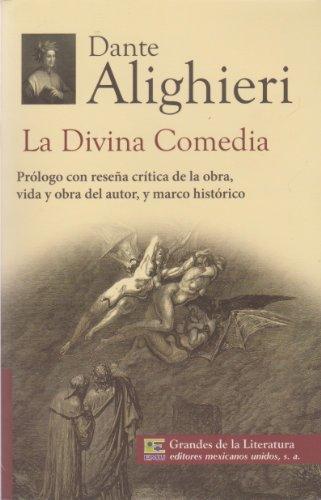 Dante
Alighieri
La Divina Comedia
Prólogo con reseña crítica de la obra,
vida y obra del autor, y marco histórico
EMU
Grandes de la Literatura
editores mexicanos unidos, s. a.